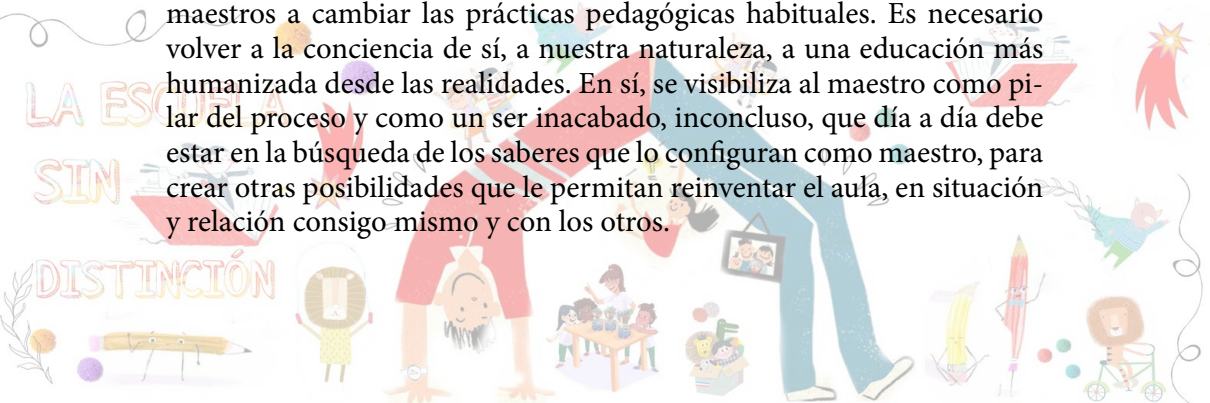 maestros a cambiar las prácticas pedagógicas habituales. Es necesario
volver a la conciencia de sí, a nuestra naturaleza, a una educación más
humanizada desde las realidades. En sí, se visibiliza al maestro como pi-
lar del proceso y como un ser inacabado, inconcluso, que día a día debe
estar en la búsqueda de los saberes que lo configuran como maestro, para
crear otras posibilidades que le permitan reinventar el aula, en situación
y relación consigo mismo y con los otros.
LA ESCUELA
SIN
DISTINCIÓN